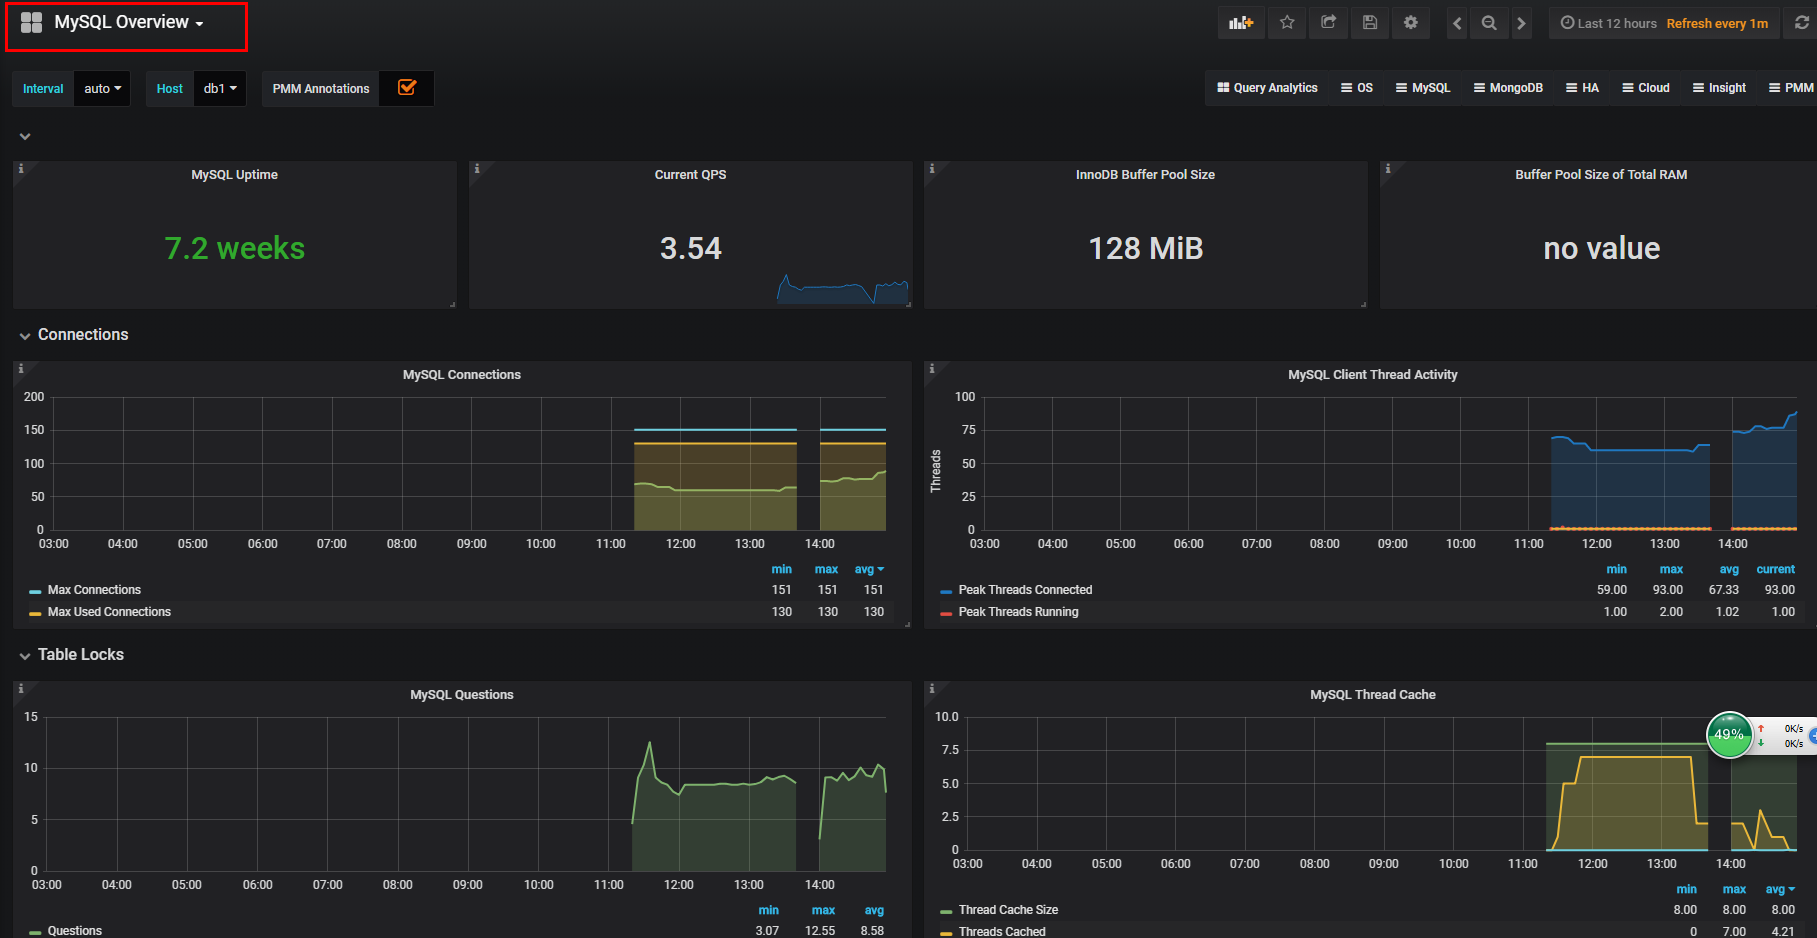 MySQL Overview
Last 12 hours Refresh every 1m
Interval auto Host db1 PMM Annotations
Query Analytics OS MySQL MongoDB HA Cloud Insight PMM
MySQL Uptime
7.2 weeks
Current QPS
3.54
InnoDB Buffer Pool Size
128 MiB
Buffer Pool Size of Total RAM
no value
Connections
MySQL Connections
200
150
100
50
0
03:00 04:00 05:00 06:00 07:00 08:00 09:00 10:00 11:00 12:00 13:00 14:00
min max avg
Max Connections 151 151 151
Max Used Connections 130 130 130
MySQL Client Thread Activity
Threads
100
75
50
25
0
03:00 04:00 05:00 06:00 07:00 08:00 09:00 10:00 11:00 12:00 13:00 14:00
min max avg current
Peak Threads Connected 59.00 93.00 67.33 93.00
Peak Threads Running 1.00 2.00 1.02 1.00
Table Locks
MySQL Questions
15
10
5
0
03:00 04:00 05:00 06:00 07:00 08:00 09:00 10:00 11:00 12:00 13:00 14:00
min max avg
Questions 3.07 12.55 8.58
MySQL Thread Cache
10.0
7.5
5.0
2.5
0
03:00 04:00 05:00 06:00 07:00 08:00 09:00 10:00 11:00 12:00 13:00 14:00
49%
0K/s
0K/s
min max avg
Thread Cache Size 8.00 8.00 8.00
Threads Cached 0 7.00 4.21